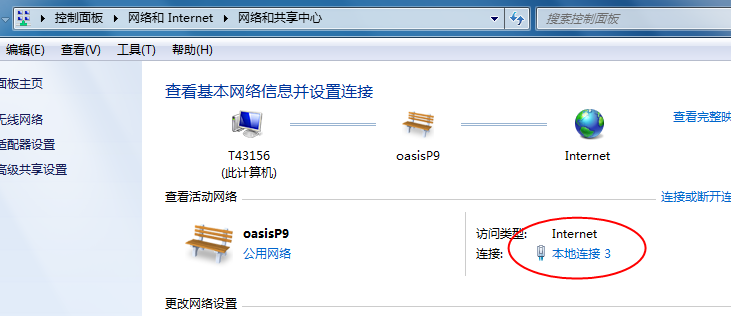 控制面板 ▸ 网络和 Internet ▸ 网络和共享中心
搜索控制面板
编辑(E) 查看(V) 工具(T) 帮助(H)
面板主页
无线网络
适配器设置
高级共享设置
查看基本网络信息并设置连接
查看完整映
T43156
(此计算机)
oasisP9
Internet
查看活动网络
连接或断开连
oasisP9
公用网络
访问类型: Internet
连接: 本地连接 3
更改网络设置